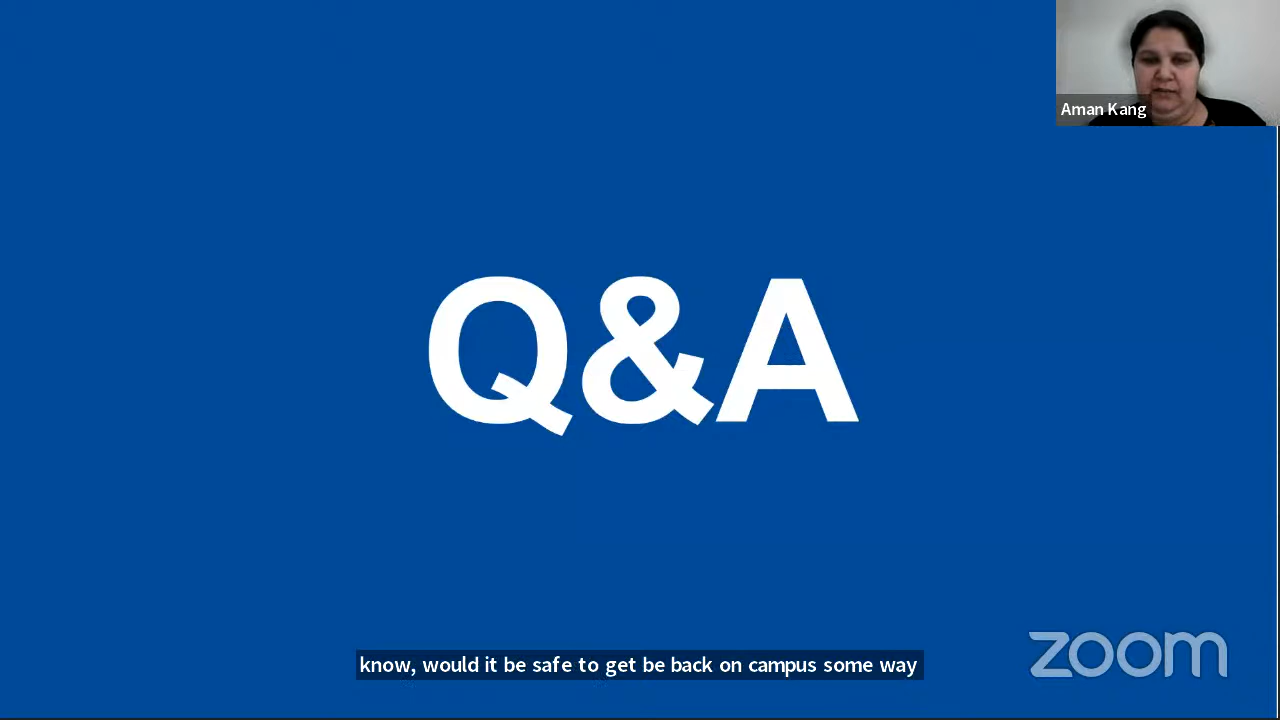 Aman Kang
Q&A
know, would it be safe to get be back on campus some way
zoom